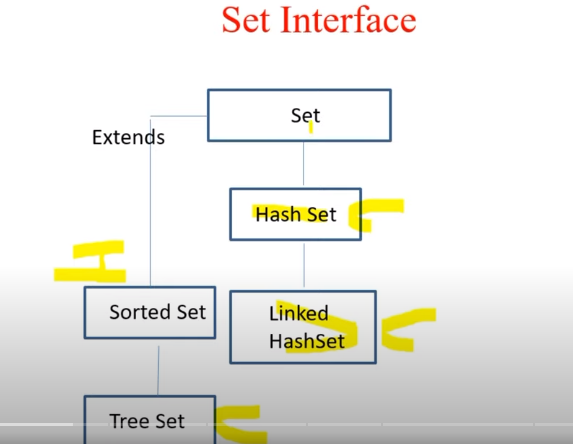 Set Interface
Set
Extends
Hash Set
Sorted Set
Linked
HashSet
Tree Set